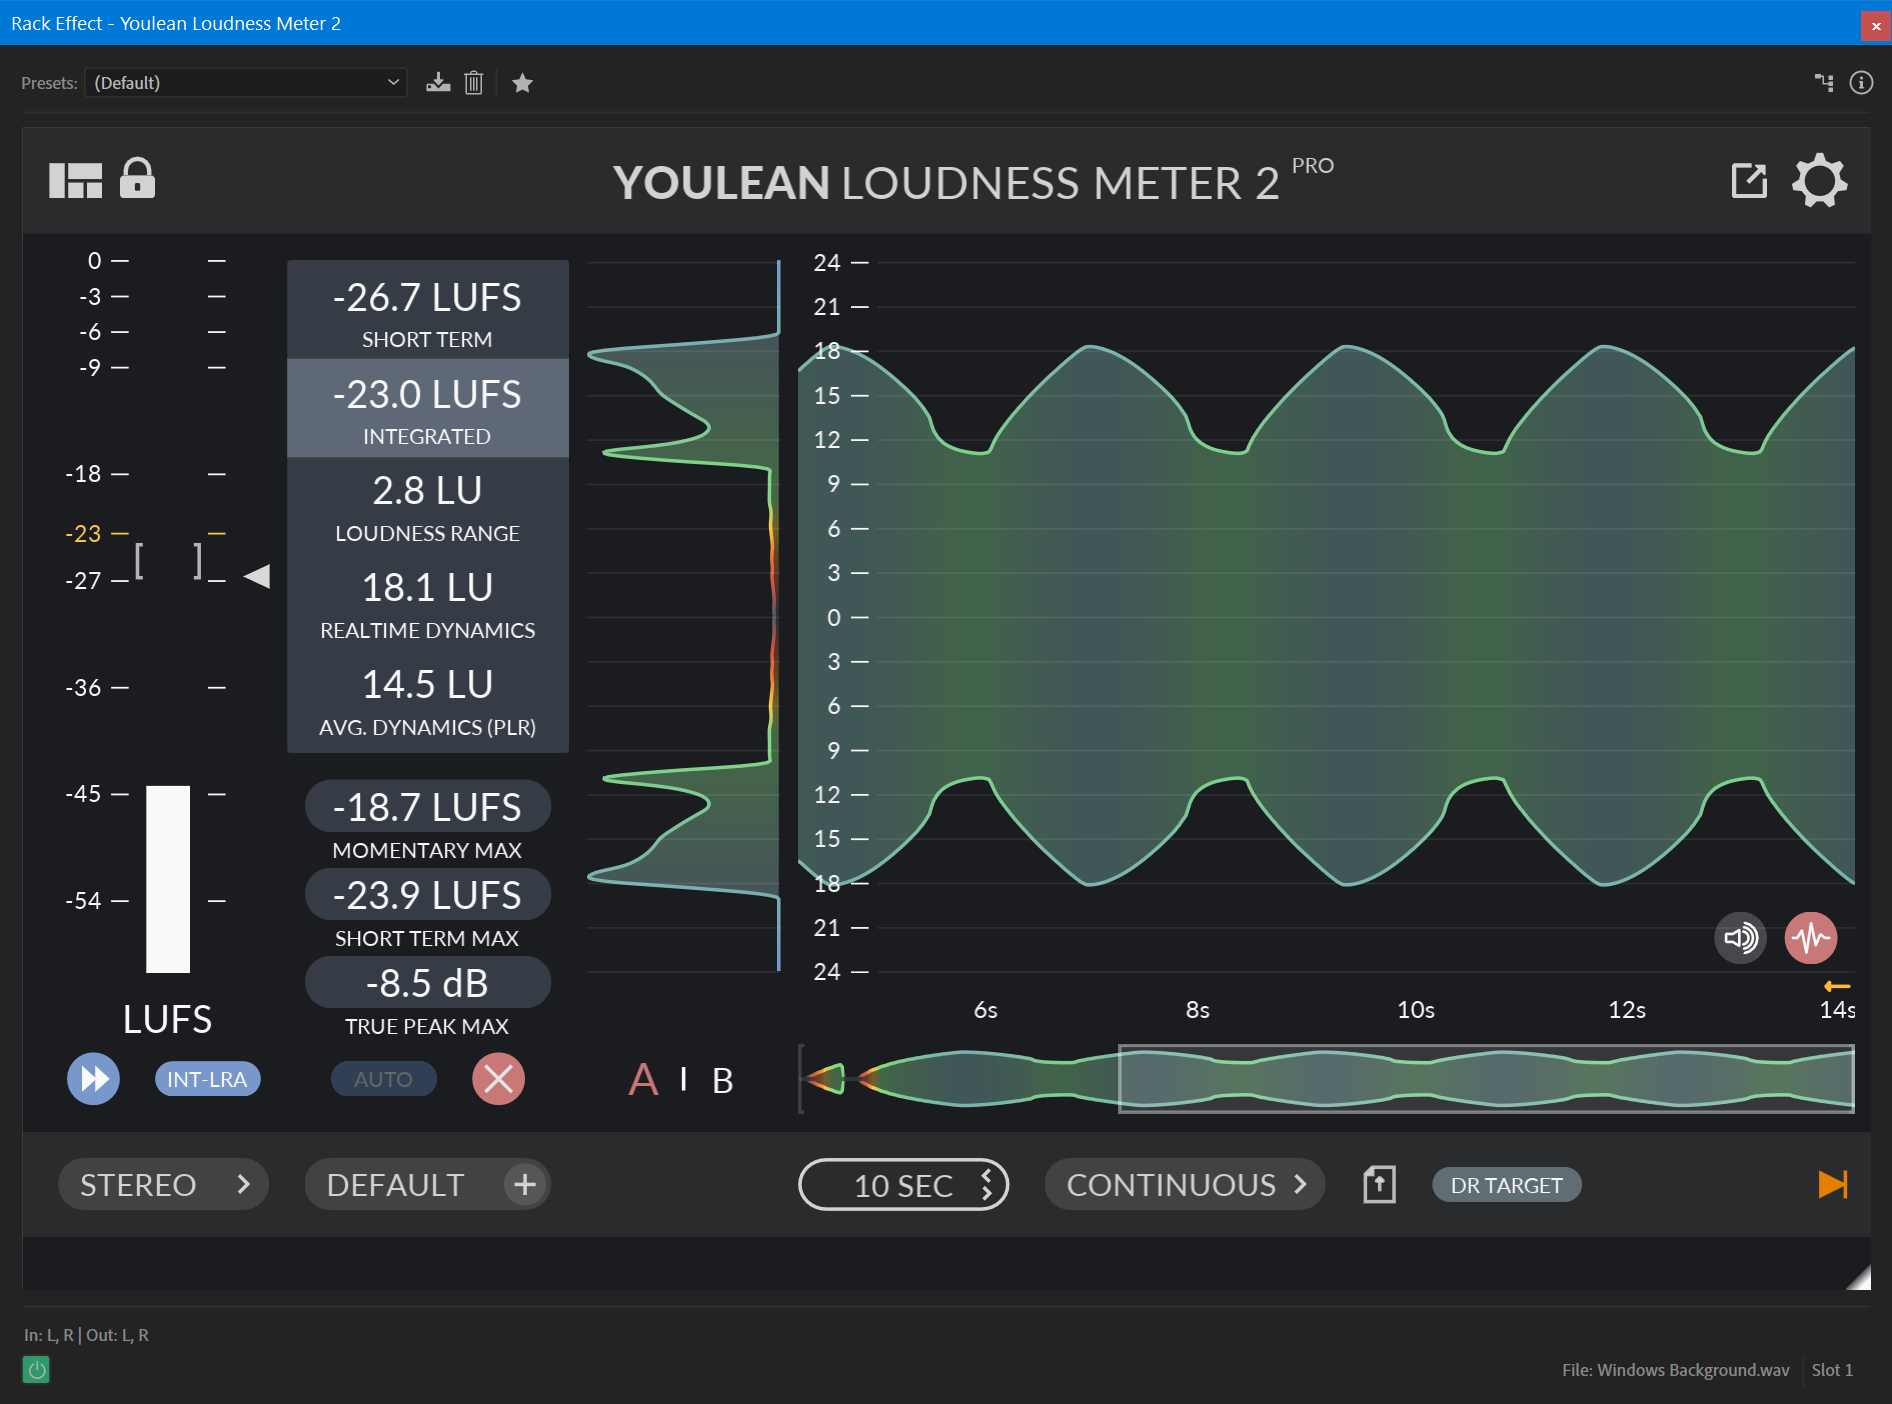 Rack Effect - Youlean Loudness Meter 2
Presets: (Default)
YOULEAN LOUDNESS METER 2 PRO
0
-3
-6
-9
-18
-23
-27
-36
-45
-54
LUFS
-26.7 LUFS
SHORT TERM
-23.0 LUFS
INTEGRATED
2.8 LU
LOUDNESS RANGE
18.1 LU
REALTIME DYNAMICS
14.5 LU
AVG. DYNAMICS (PLR)
-18.7 LUFS
MOMENTARY MAX
-23.9 LUFS
SHORT TERM MAX
-8.5 dB
TRUE PEAK MAX
24
21
18
15
12
9
6
3
0
3
6
9
12
15
18
21
24
6s 8s 10s 12s 14s
INT-LRA AUTO A | B
STEREO DEFAULT 10 SEC CONTINUOUS DR TARGET
In: L, R | Out: L, R
File: Windows Background.wav Slot 1